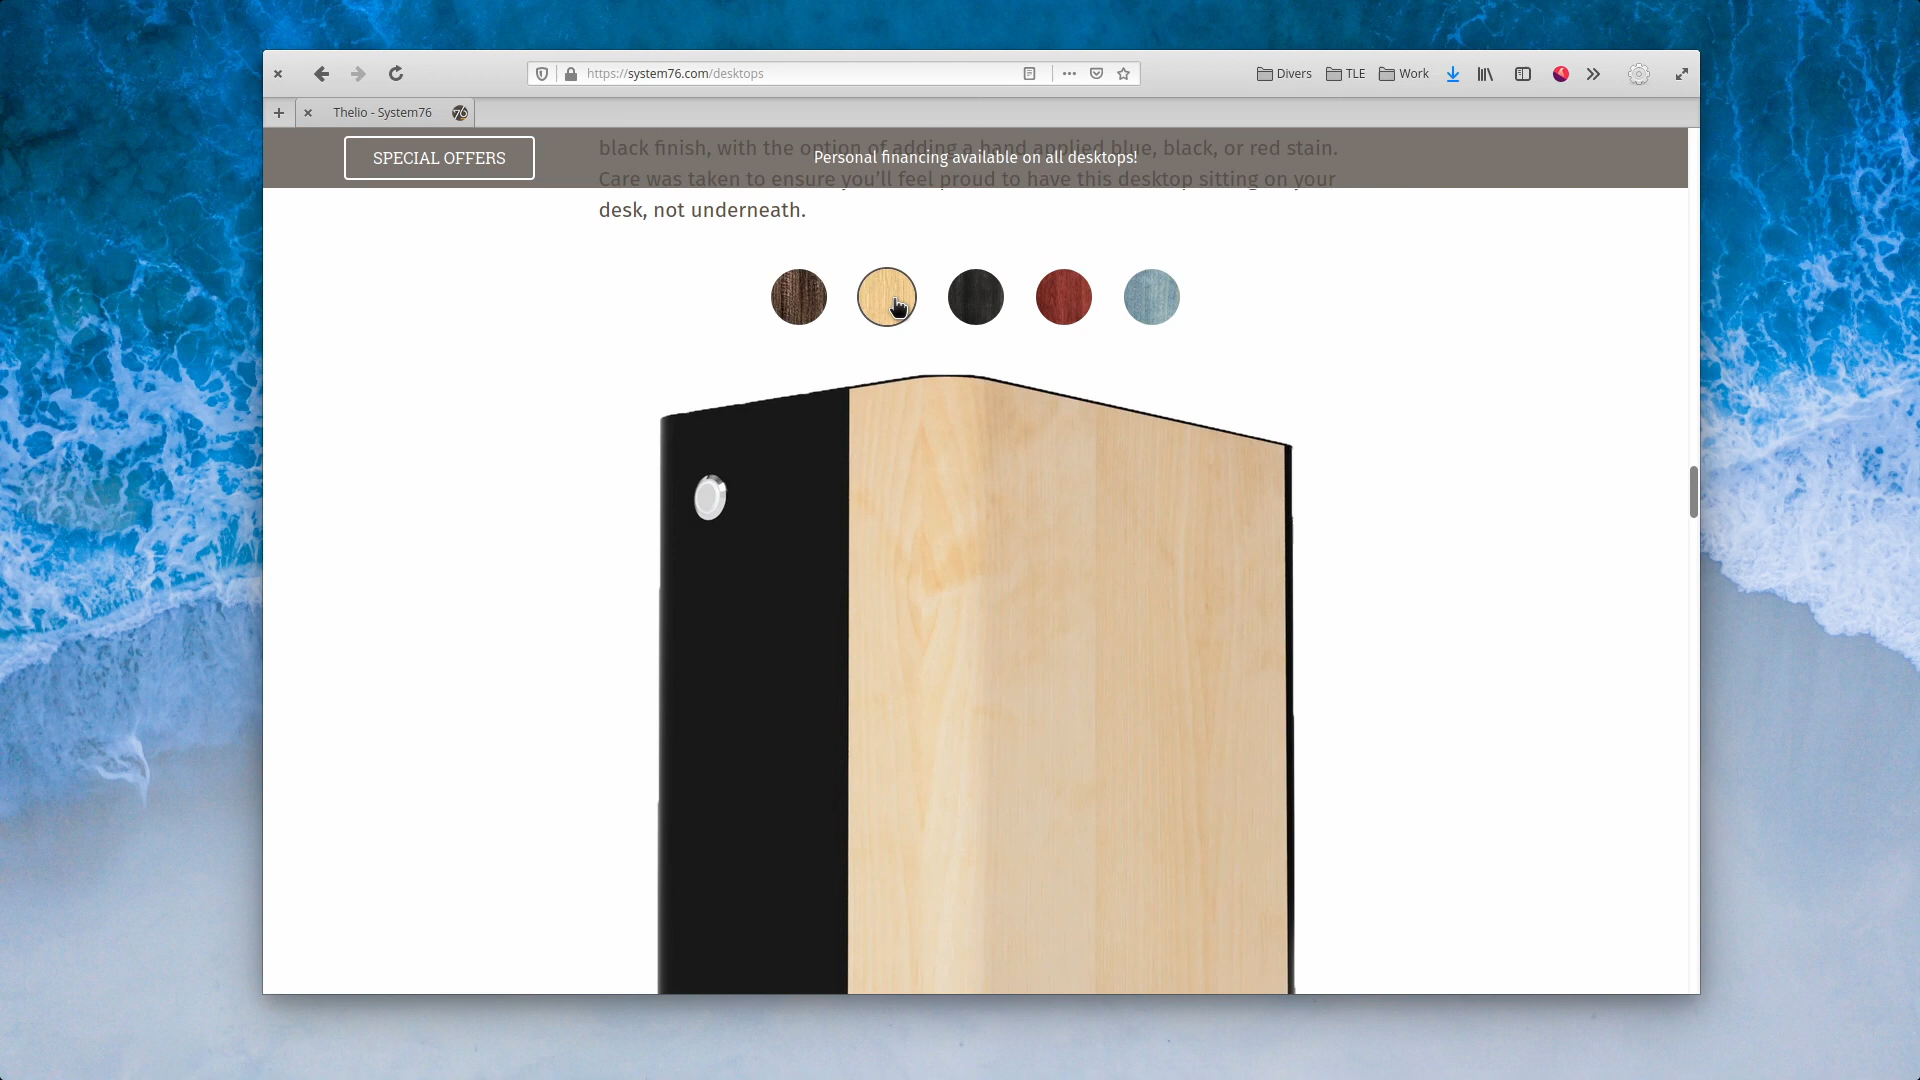 https://system76.com/desktops
Divers
TLE
Work
Thelio - System76
76
SPECIAL OFFERS
Personal financing available on all desktops!
black finish, with the option of adding a hand applied blue, black, or red stain.
Care was taken to ensure you'll feel proud to have this desktop sitting on your
desk, not underneath.